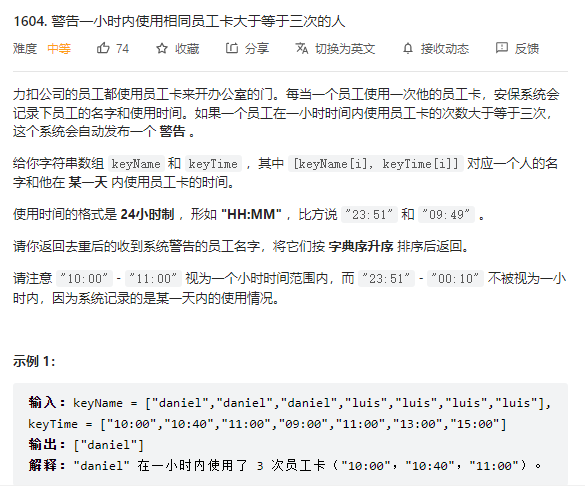 1604. 警告一小时内使用相同员工卡大于等于三次的人
难度 中等 74 收藏 分享 切换为英文 接收动态 反馈
力扣公司的员工都使用员工卡来开办公室的门。每当一个员工使用一次他的员工卡，安保系统会
记录下员工的名字和使用时间。如果一个员工在一小时时间内使用员工卡的次数大于等于三次，
这个系统会自动发布一个 警告 。
给你字符串数组 keyName 和 keyTime ，其中 [keyName[i], keyTime[i]] 对应一个人的名
字和他在 某一天 内使用员工卡的时间。
使用时间的格式是 24小时制 ，形如 "HH:MM" ，比方说 "23:51" 和 "09:49" 。
请你返回去重后的收到系统警告的员工名字，将它们按 字典序升序 排序后返回。
请注意 "10:00" - "11:00" 视为一个小时时间范围内，而 "23:51" - "00:10" 不被视为一小
时内，因为系统记录的是某一天内的使用情况。
示例 1：
输入：keyName = ["daniel","daniel","daniel","luis","luis","luis","luis"],
keyTime = ["10:00","10:40","11:00","09:00","11:00","13:00","15:00"]
输出：["daniel"]
解释："daniel" 在一小时内使用了 3 次员工卡（"10:00"，"10:40"，"11:00"）。